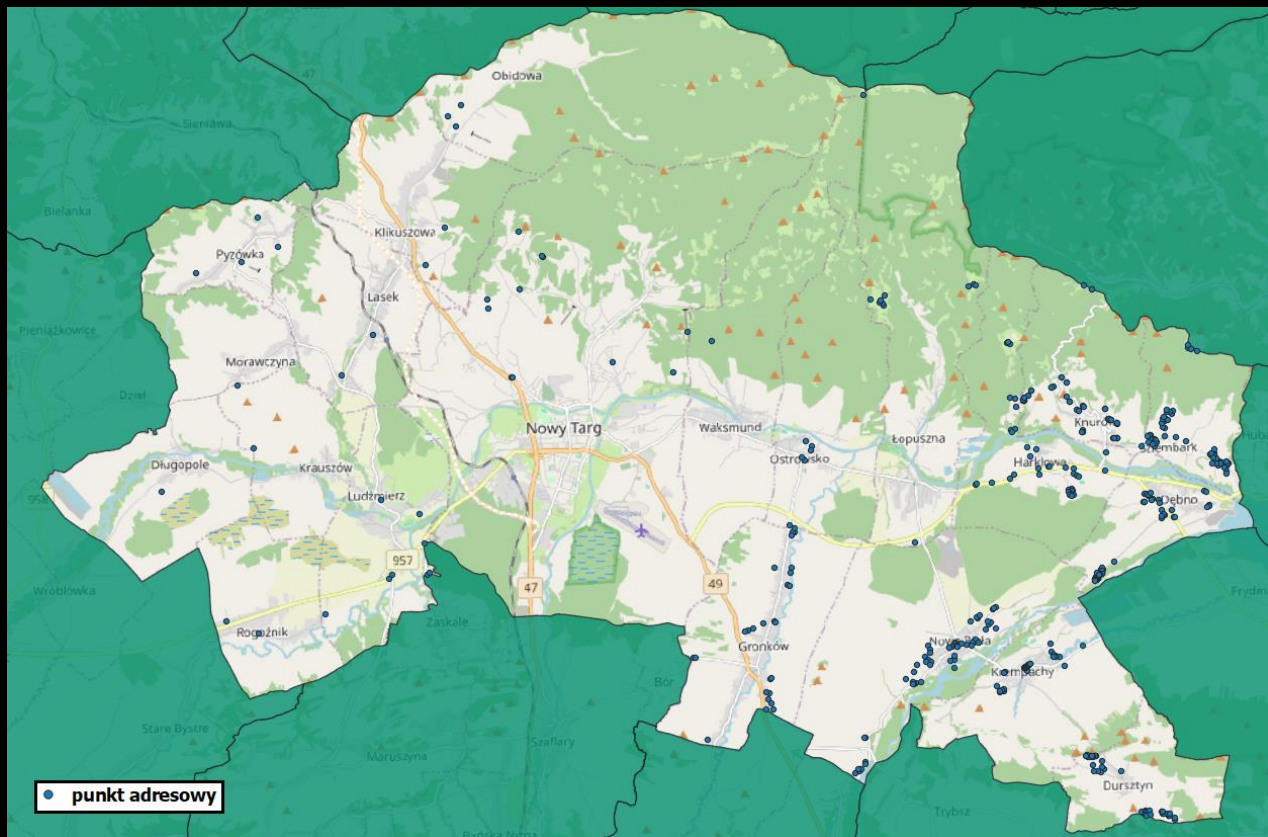 Obidowa
47
Sieniawa
Bielanka
Klikuszowa
Pyzówka
Lasek
Pieniążkowice
Morawczyna
Dział
Nowy Targ
Waksmund
Łopuszna
Knurów
Ostrowsko
Harklowa
Długopole
Krauszów
Ludźmierz
Dębno
957
47
49
Wróblówka
Rogoźnik
Zaskale
Gronków
Nowa Biała
Krempachy
Bór
Stare Bystre
Maruszyna
Szaflary
Dursztyn
Trybsz
punkt adresowy